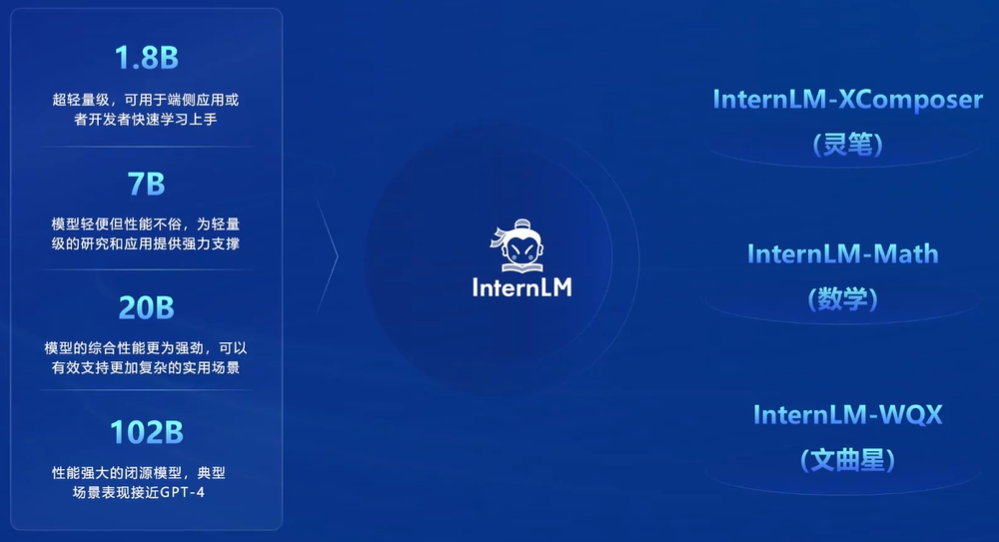 1.8B
超轻量级，可用于端侧应用或
者开发者快速学习上手
7B
模型轻便但性能不俗，为轻量
级的研究和应用提供强力支撑
20B
模型的综合性能更为强劲，可以
有效支持更加复杂的实用场景
102B
性能强大的闭源模型，典型
场景表现接近GPT-4
InternLM
InternLM-XComposer
(灵笔)
InternLM-Math
(数学)
InternLM-WQX
(文曲星)